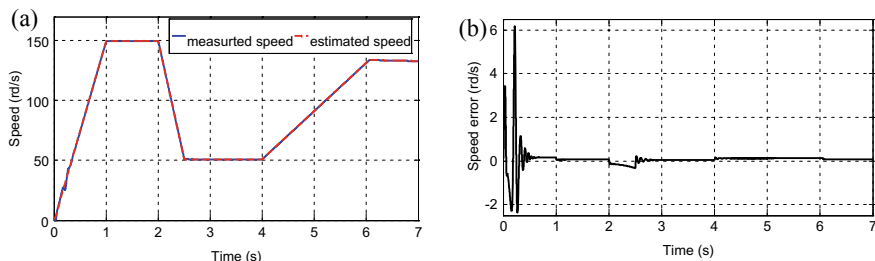 (a)
150
100
50
0
Speed (rd/s)
measurted speed
estimated speed
0 1 2 3 4 5 6 7
Time (s)
(b)
6
4
2
0
-2
Speed error (rd/s)
0 1 2 3 4 5 6 7
Time (s)